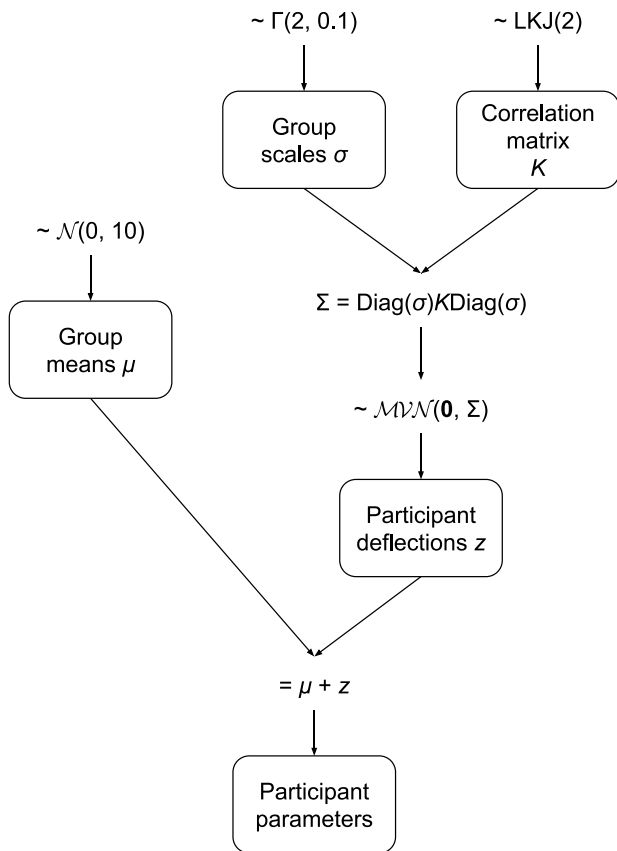 ~ Γ(2, 0.1)
~ LKJ(2)
Group
scales σ
Correlation
matrix
K
~ 𝒩(0, 10)
Σ = Diag(σ)KDiag(σ)
Group
means μ
~ ℳ𝒱𝒩(0, Σ)
Participant
deflections z
= μ + z
Participant
parameters